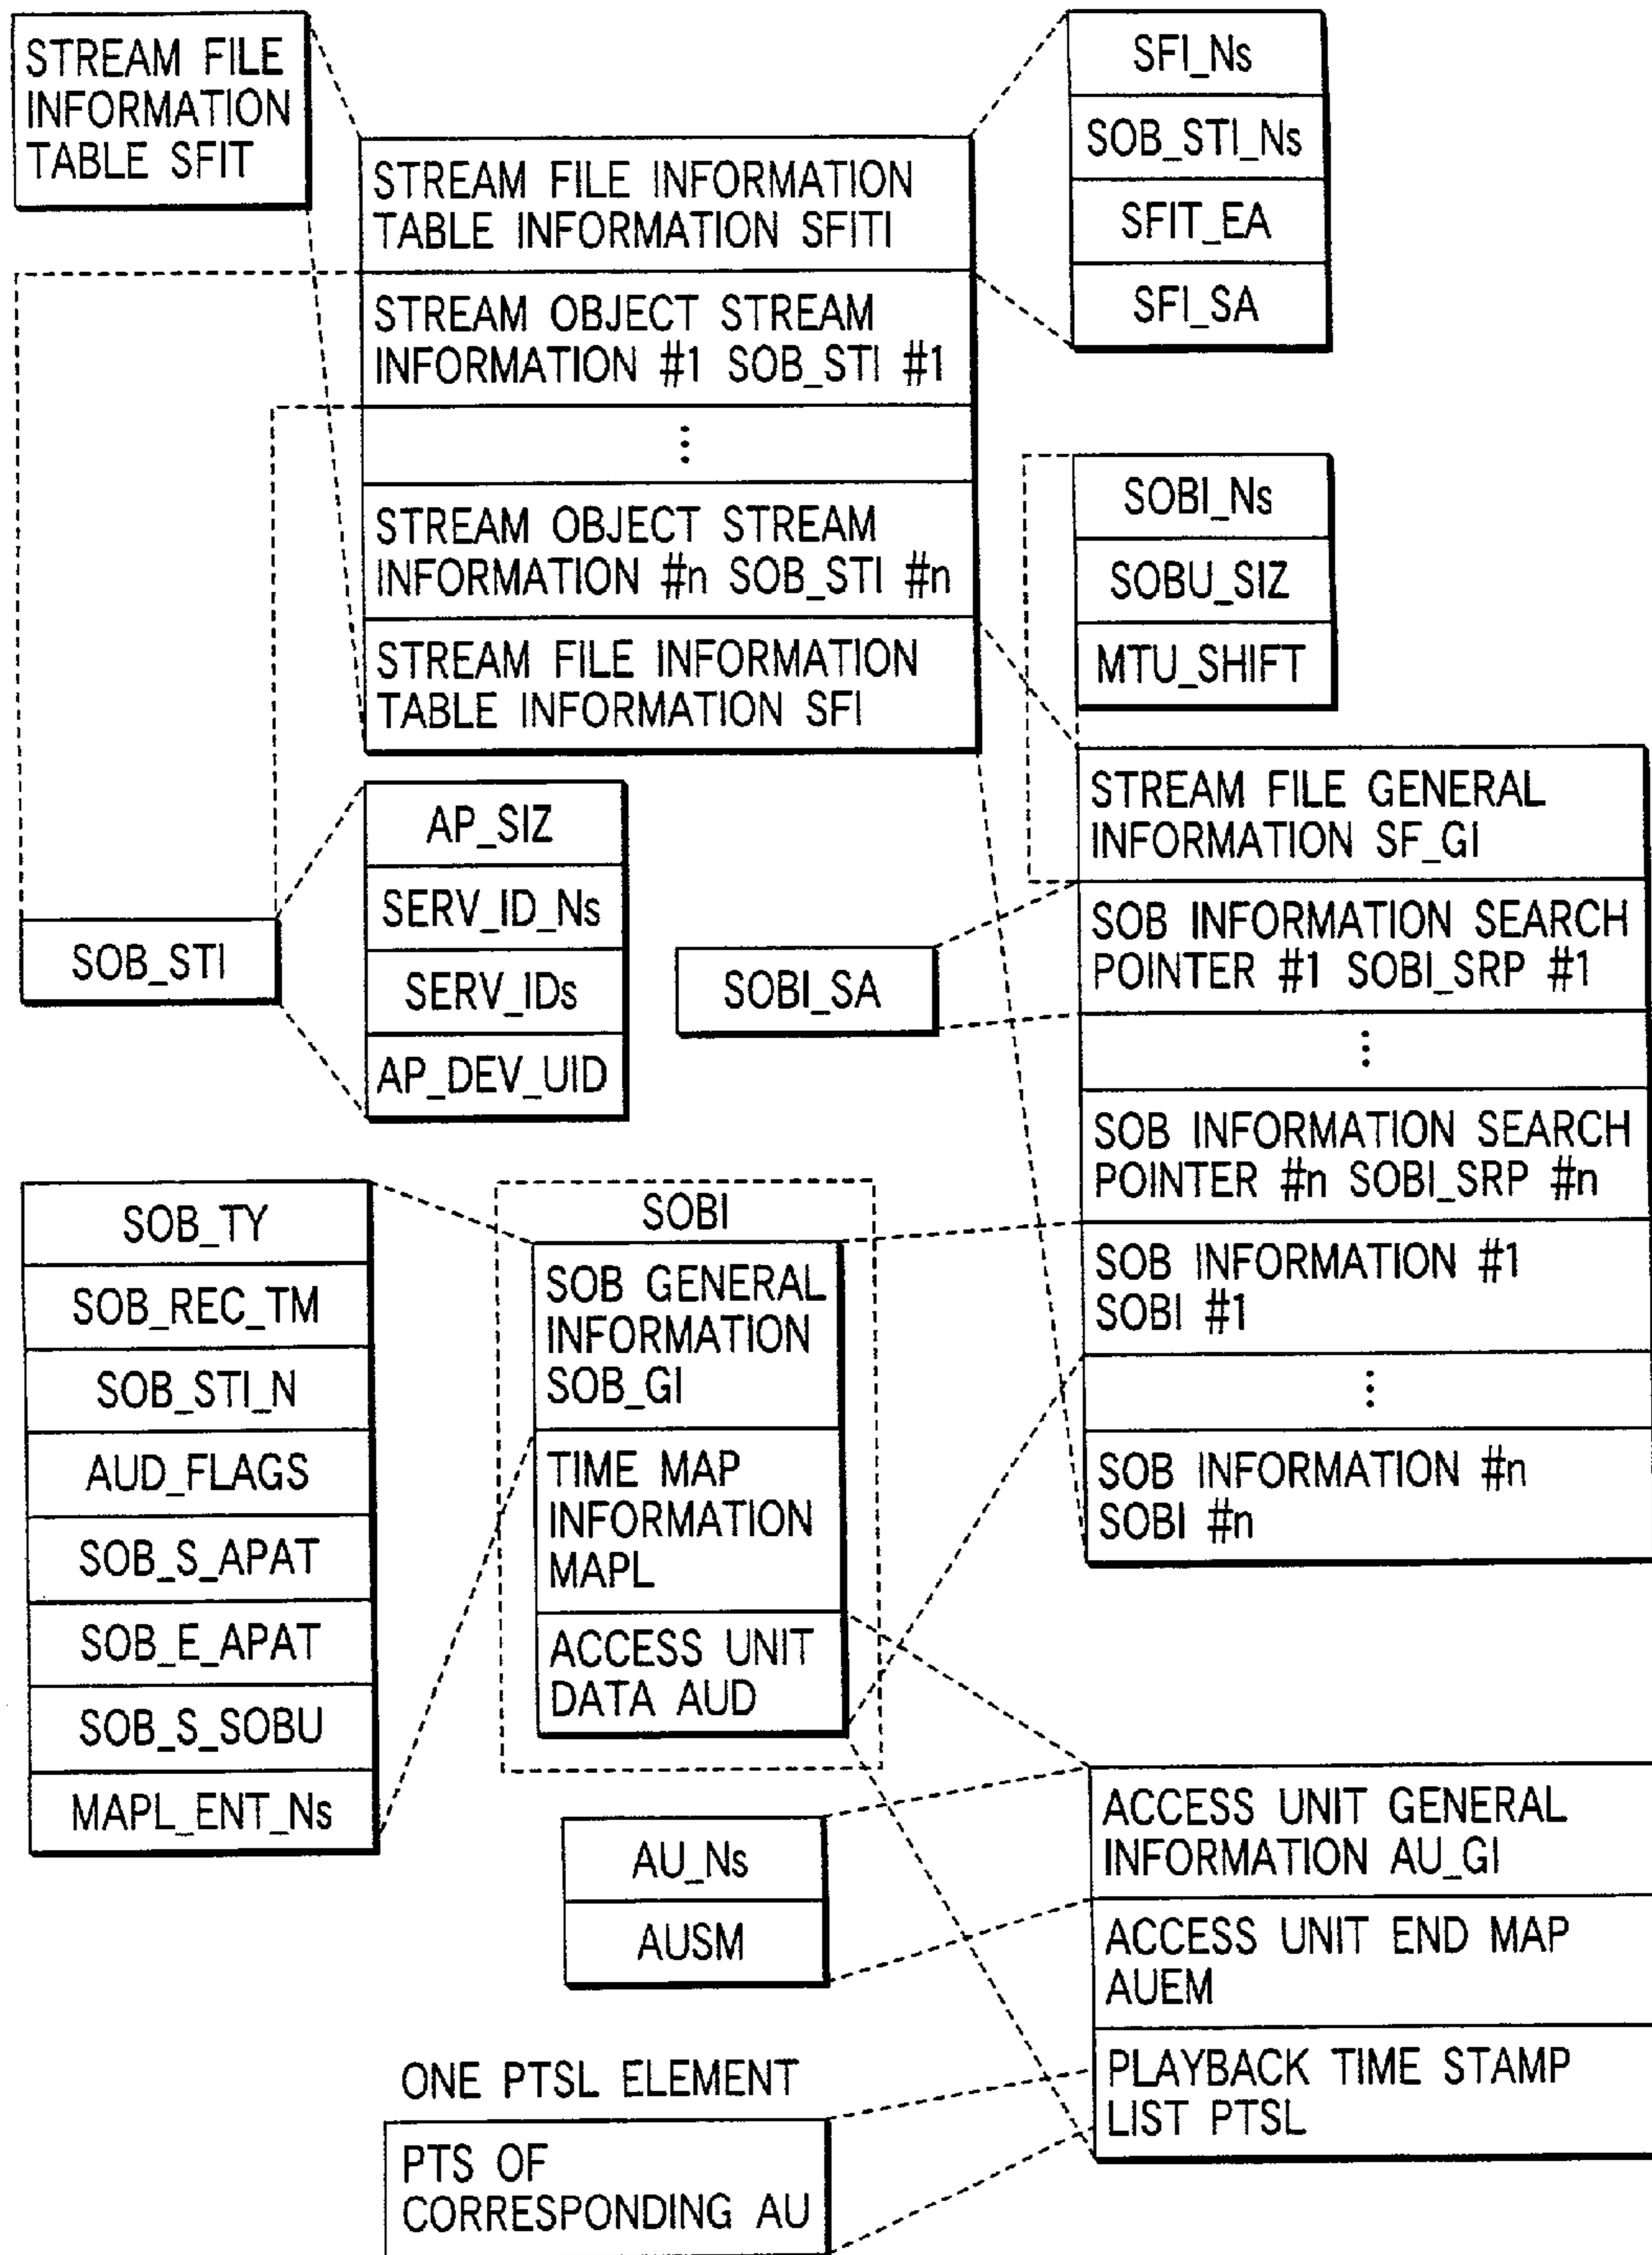 STREAM FILE
INFORMATION
TABLE SFIT
STREAM FILE INFORMATION
TABLE INFORMATION SFITI
STREAM OBJECT STREAM
INFORMATION #1 SOB_STI #1
⋮
STREAM OBJECT STREAM
INFORMATION #n SOB_STI #n
STREAM FILE INFORMATION
TABLE INFORMATION SFI
SFI_Ns
SOB_STI_Ns
SFIT_EA
SFI_SA
SOBI_Ns
SOBU_SIZ
MTU_SHIFT
STREAM FILE GENERAL
INFORMATION SF_GI
SOB INFORMATION SEARCH
POINTER #1 SOBI_SRP #1
⋮
SOB INFORMATION SEARCH
POINTER #n SOBI_SRP #n
SOB INFORMATION #1
SOBI #1
⋮
SOB INFORMATION #n
SOBI #n
SOB_STI
AP_SIZ
SERV_ID_Ns
SERV_IDs
AP_DEV_UID
SOBI_SA
SOB_TY
SOB_REC_TM
SOB_STI_N
AUD_FLAGS
SOB_S_APAT
SOB_E_APAT
SOB_S_SOBU
MAPL_ENT_Ns
SOBI
SOB GENERAL
INFORMATION
SOB_GI
TIME MAP
INFORMATION
MAPL
ACCESS UNIT
DATA AUD
AU_Ns
AUSM
ACCESS UNIT GENERAL
INFORMATION AU_GI
ACCESS UNIT END MAP
AUEM
PLAYBACK TIME STAMP
LIST PTSL
ONE PTSL ELEMENT
PTS OF
CORRESPONDING AU